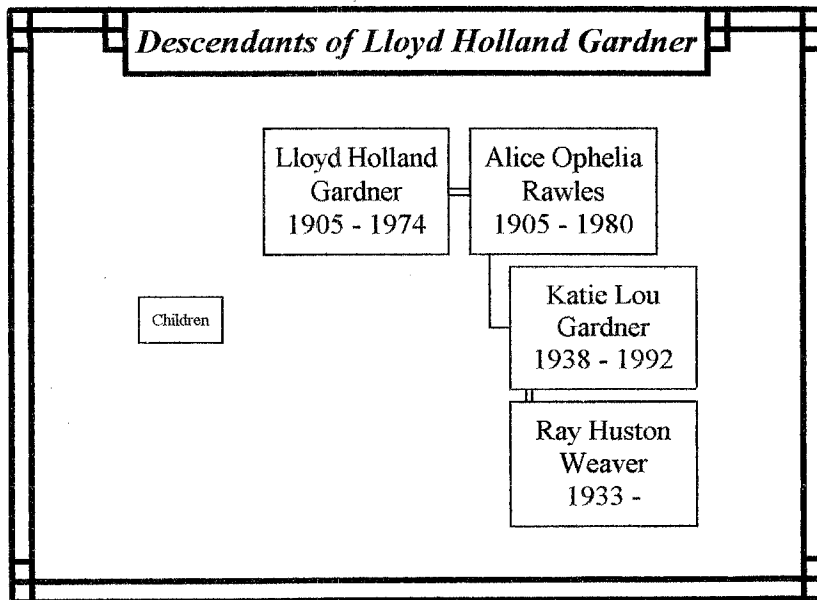 Descendants of Lloyd Holland Gardner
Lloyd Holland
Gardner
1905 - 1974
Alice Ophelia
Rawles
1905 - 1980
Children
Katie Lou
Gardner
1938 - 1992
Ray Huston
Weaver
1933 -